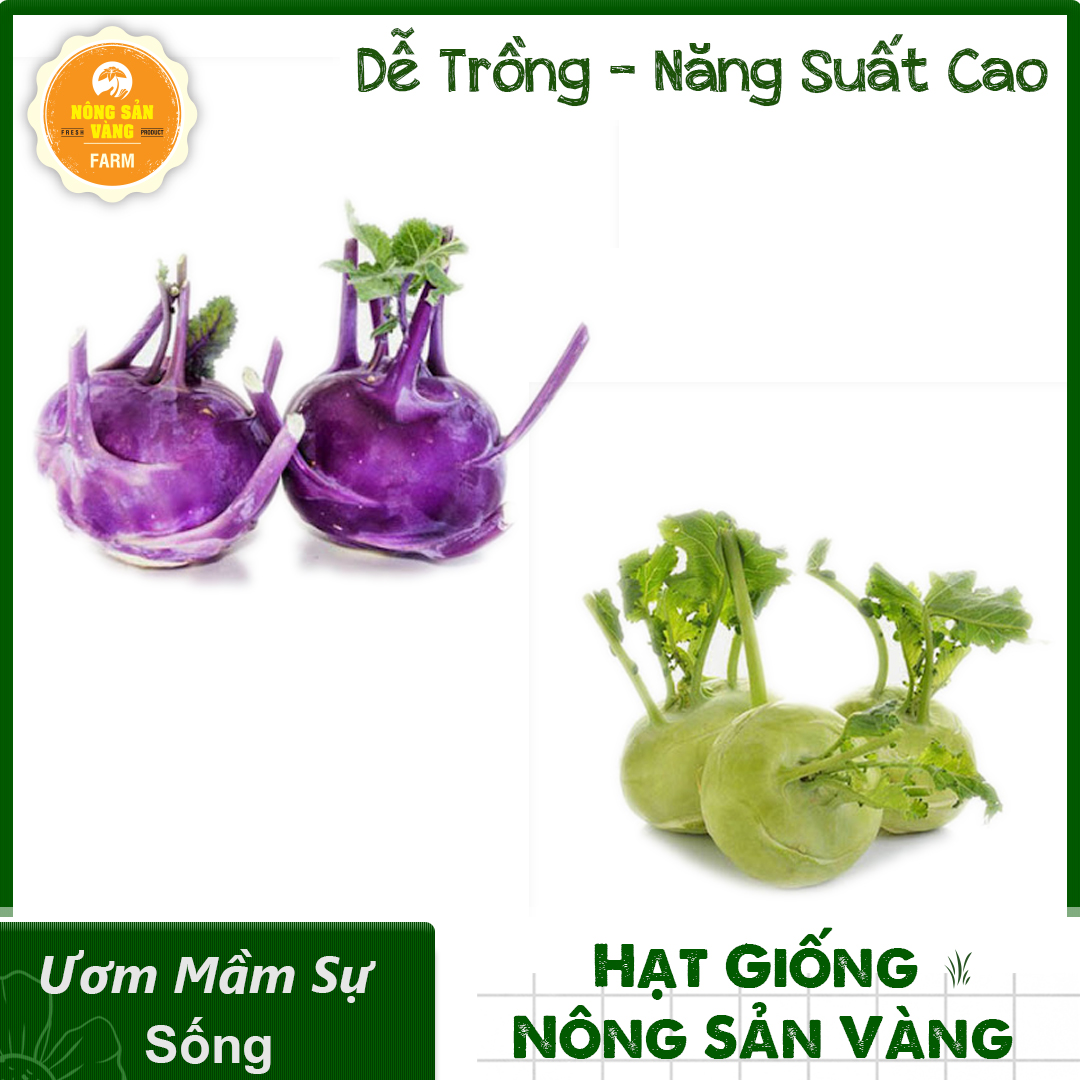 Dễ Trồng - Năng Suất Cao
NÔNG SẢN
FRESH VÀNG PRODUCT
FARM
Ươm Mầm Sự
Sống
HẠT GIỐNG
NÔNG SẢN VÀNG